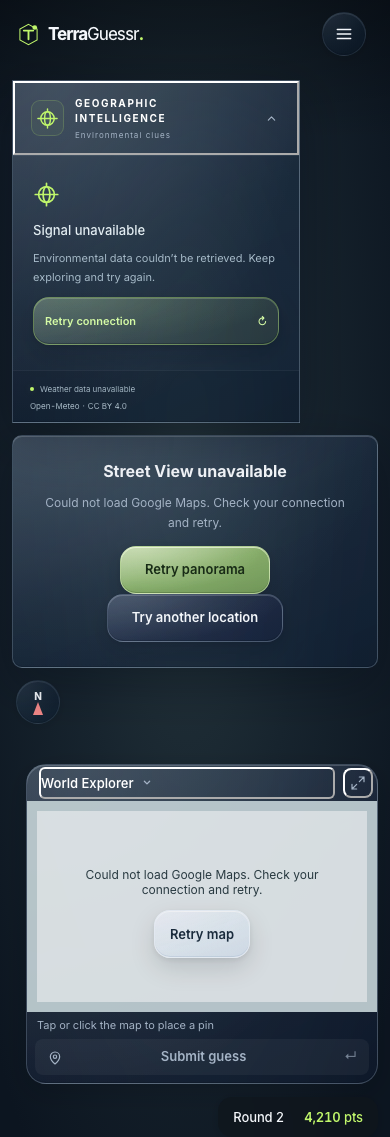 TerraGuessr.
GEOGRAPHIC
INTELLIGENCE
Environmental clues
Signal unavailable
Environmental data couldn't be retrieved. Keep
exploring and try again.
Retry connection
Weather data unavailable
Open-Meteo · CC BY 4.0
Street View unavailable
Could not load Google Maps. Check your connection
and retry.
Retry panorama
Try another location
N
World Explorer
Could not load Google Maps. Check your
connection and retry.
Retry map
Tap or click the map to place a pin
Submit guess
Round 2 4,210 pts